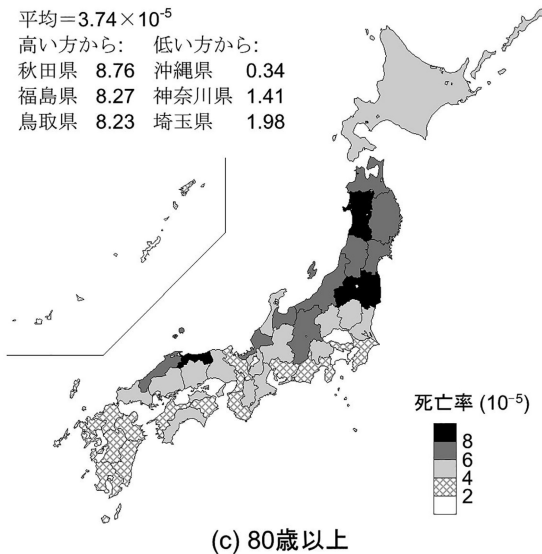 平均＝3.74×10⁻⁵
高い方から: 低い方から:
秋田県 8.76 沖縄県 0.34
福島県 8.27 神奈川県 1.41
鳥取県 8.23 埼玉県 1.98
死亡率 (10⁻⁵)
8
6
4
2
(c) 80歳以上